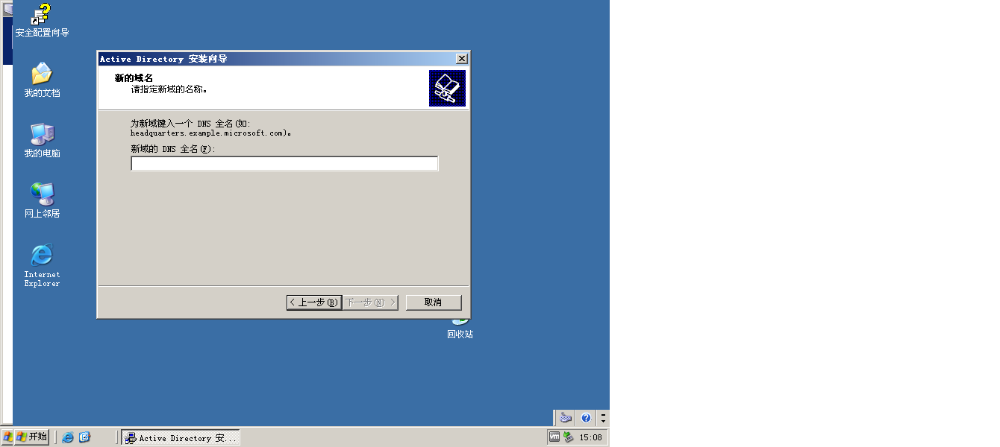 安全配置向导
我的文档
我的电脑
网上邻居
Internet
Explorer
Active Directory 安装向导
新的域名
请指定新域的名称。
为新域键入一个 DNS 全名(如:
headquarters.example.microsoft.com)。
新域的 DNS 全名(F):
< 上一步(B)
下一步(N) >
取消
回收站
开始
Active Directory 安...
vm
15:08